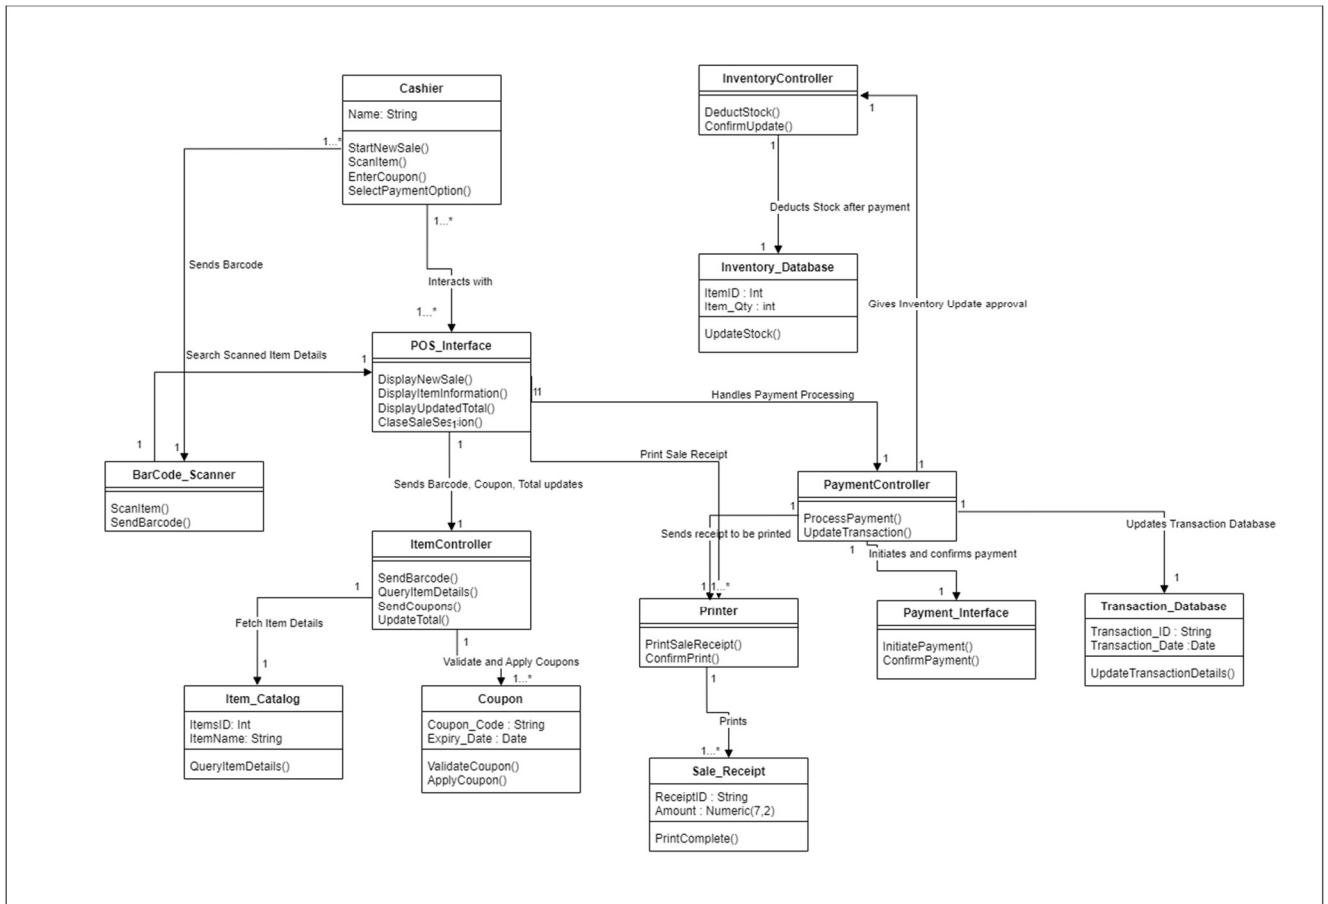 Cashier
Name: String
StartNewSale()
ScanItem()
EnterCoupon()
SelectPaymentOption()
1...*
1...*
Sends Barcode
Interacts with
1...*
InventoryController
DeductStock()
ConfirmUpdate()
1
1
Deducts Stock after payment
1
Inventory_Database
ItemID : Int
Item_Qty : int
UpdateStock()
Gives Inventory Update approval
POS_Interface
DisplayNewSale()
DisplayItemInformation()
DisplayUpdatedTotal()
ClaseSaleSession()
1
Search Scanned Item Details
1
11
Handles Payment Processing
1
1
1
1
Print Sale Receipt
BarCode_Scanner
ScanItem()
SendBarcode()
Sends Barcode, Coupon, Total updates
1
1
PaymentController
ProcessPayment()
UpdateTransaction()
1
1
1
Sends receipt to be printed
Initiates and confirms payment
Updates Transaction Database
ItemController
SendBarcode()
QueryItemDetails()
SendCoupons()
UpdateTotal()
1
1
Fetch Item Details
1
Validate and Apply Coupons
1...*
1
1...*
Printer
PrintSaleReceipt()
ConfirmPrint()
1
1
Payment_Interface
InitiatePayment()
ConfirmPayment()
1
Transaction_Database
Transaction_ID : String
Transaction_Date :Date
UpdateTransactionDetails()
Item_Catalog
ItemsID: Int
ItemName: String
QueryItemDetails()
Coupon
Coupon_Code : String
Expiry_Date : Date
ValidateCoupon()
ApplyCoupon()
Prints
1...*
Sale_Receipt
ReceiptID : String
Amount : Numeric(7,2)
PrintComplete()